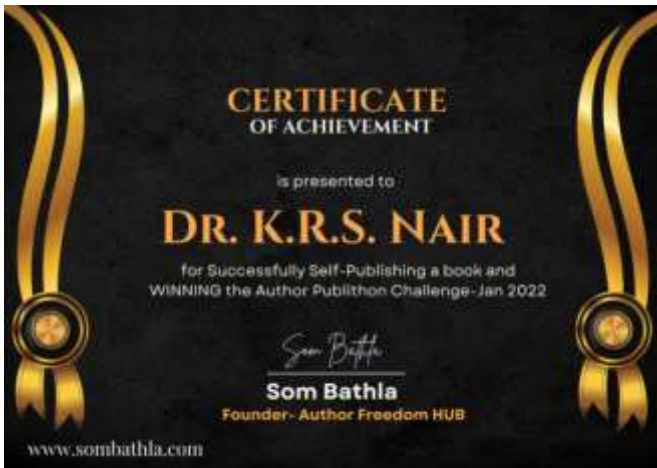 CERTIFICATE
OF ACHIEVEMENT
is presented to
DR. K.R.S. NAIR
for Successfully Self-Publishing a book and
WINNING the Author Publithon Challenge-Jan 2022
Som Bathla
Som Bathla
Founder- Author Freedom HUB
www.sombathla.com